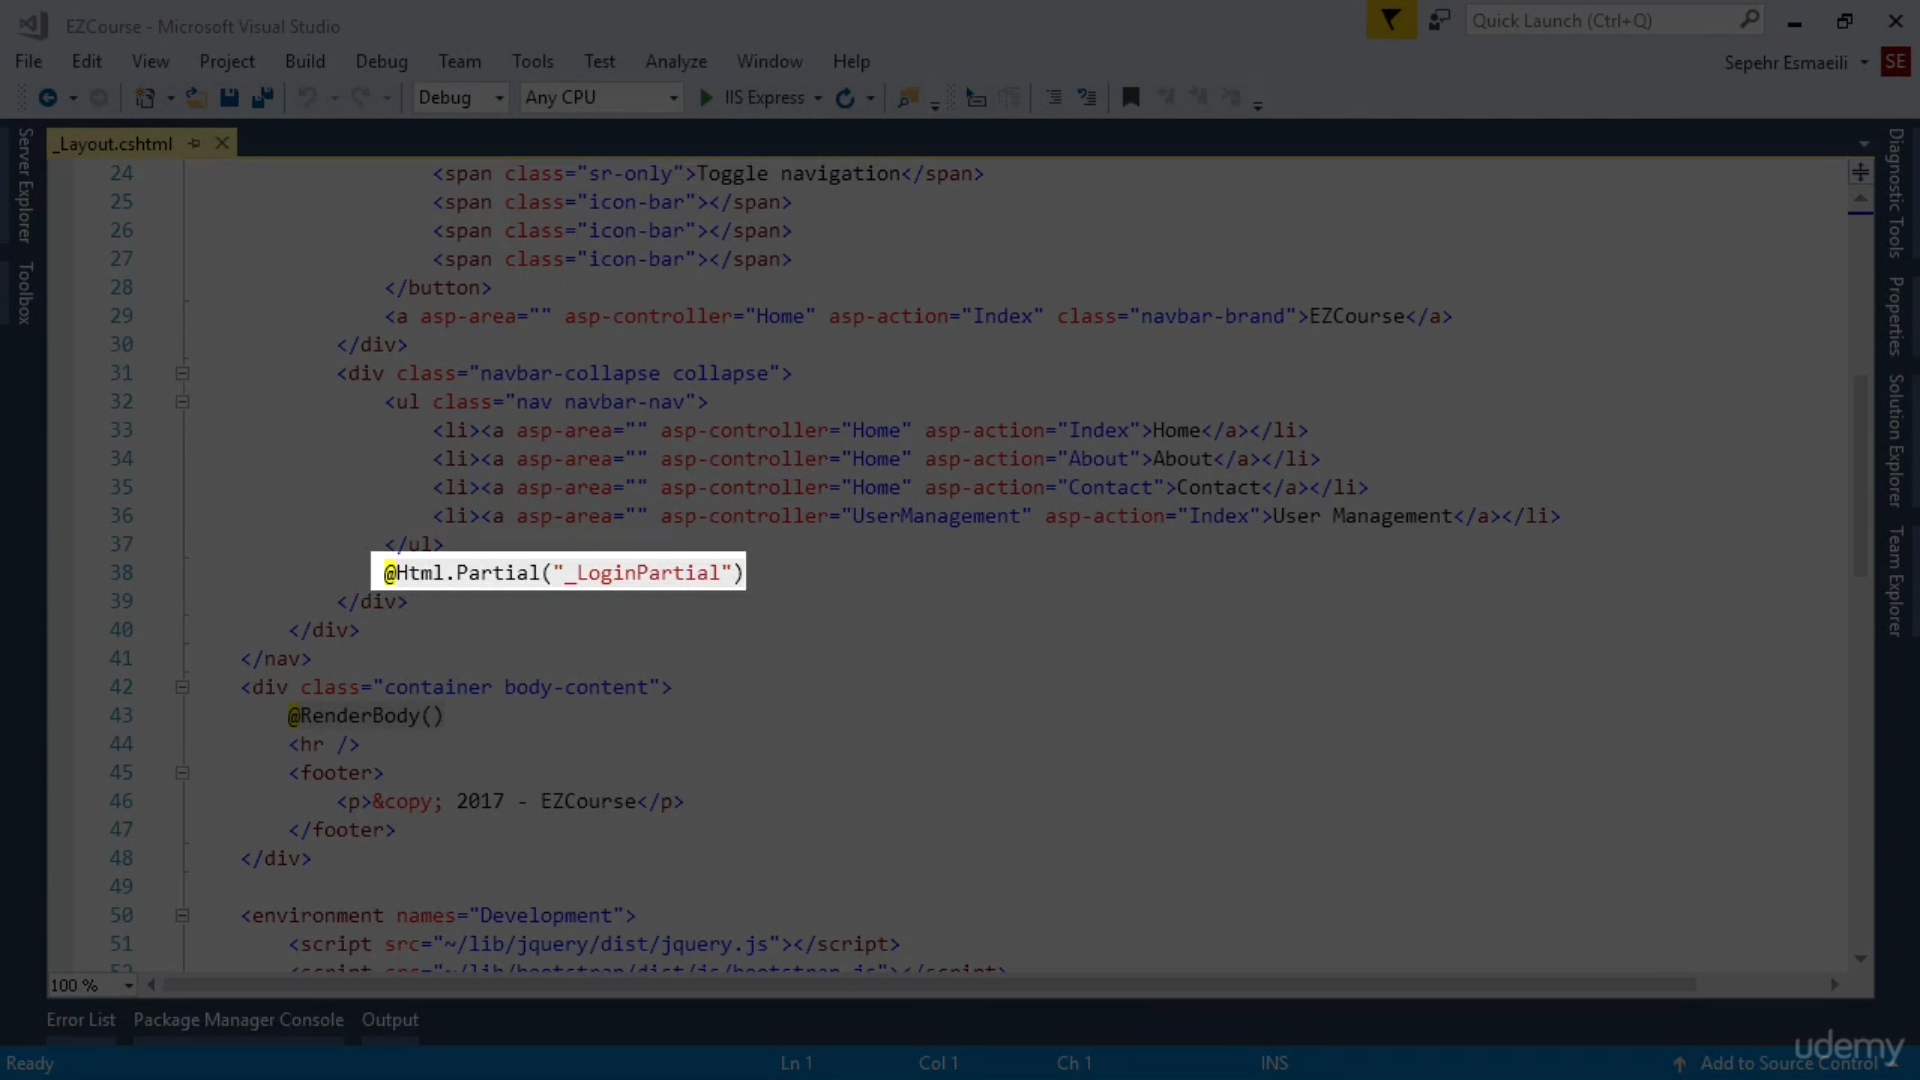 EZCourse - Microsoft Visual Studio
Quick Launch (Ctrl+Q)
File Edit View Project Build Debug Team Tools Test Analyze Window Help
Sepehr Esmaeili SE
Debug Any CPU IIS Express
_Layout.cshtml
Server Explorer
Toolbox
Diagnostic Tools
Properties
Solution Explorer
Team Explorer
24 <span class="sr-only">Toggle navigation</span>
25 <span class="icon-bar"></span>
26 <span class="icon-bar"></span>
27 <span class="icon-bar"></span>
28 </button>
29 <a asp-area="" asp-controller="Home" asp-action="Index" class="navbar-brand">EZCourse</a>
30 </div>
31 <div class="navbar-collapse collapse">
32 <ul class="nav navbar-nav">
33 <li><a asp-area="" asp-controller="Home" asp-action="Index">Home</a></li>
34 <li><a asp-area="" asp-controller="Home" asp-action="About">About</a></li>
35 <li><a asp-area="" asp-controller="Home" asp-action="Contact">Contact</a></li>
36 <li><a asp-area="" asp-controller="UserManagement" asp-action="Index">User Management</a></li>
37 </ul>
38 @Html.Partial("_LoginPartial")
39 </div>
40 </div>
41 </nav>
42 <div class="container body-content">
43 @RenderBody()
44 <hr />
45 <footer>
46 <p>&copy; 2017 - EZCourse</p>
47 </footer>
48 </div>
49
50 <environment names="Development">
51 <script src="~/lib/jquery/dist/jquery.js"></script>
52 <script src="~/lib/bootstrap/dist/js/bootstrap.js"></script>
100 %
Error List Package Manager Console Output
Ready Ln 1 Col 1 Ch 1 INS Add to Source Control
udemy